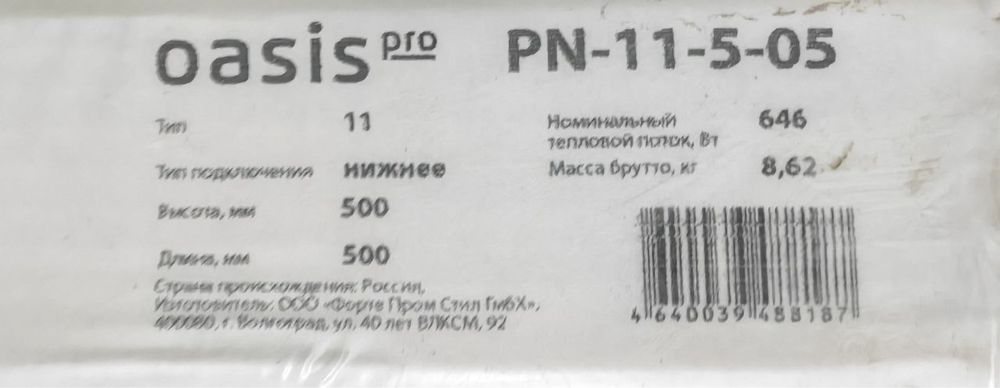 oasis pro PN-11-5-05
Тип 11
Номинальный 646
тепловой поток, Вт
Тип подключения нижнее
Масса брутто, кг 8,62
Высота, мм 500
Длина, мм 500
Страна происхождения: Россия,
Изготовитель: ООО «Форте Пром Стил ГмбХ»,
400080, г. Волгоград, ул. 40 лет ВЛКСМ, 92
4 640039 488187